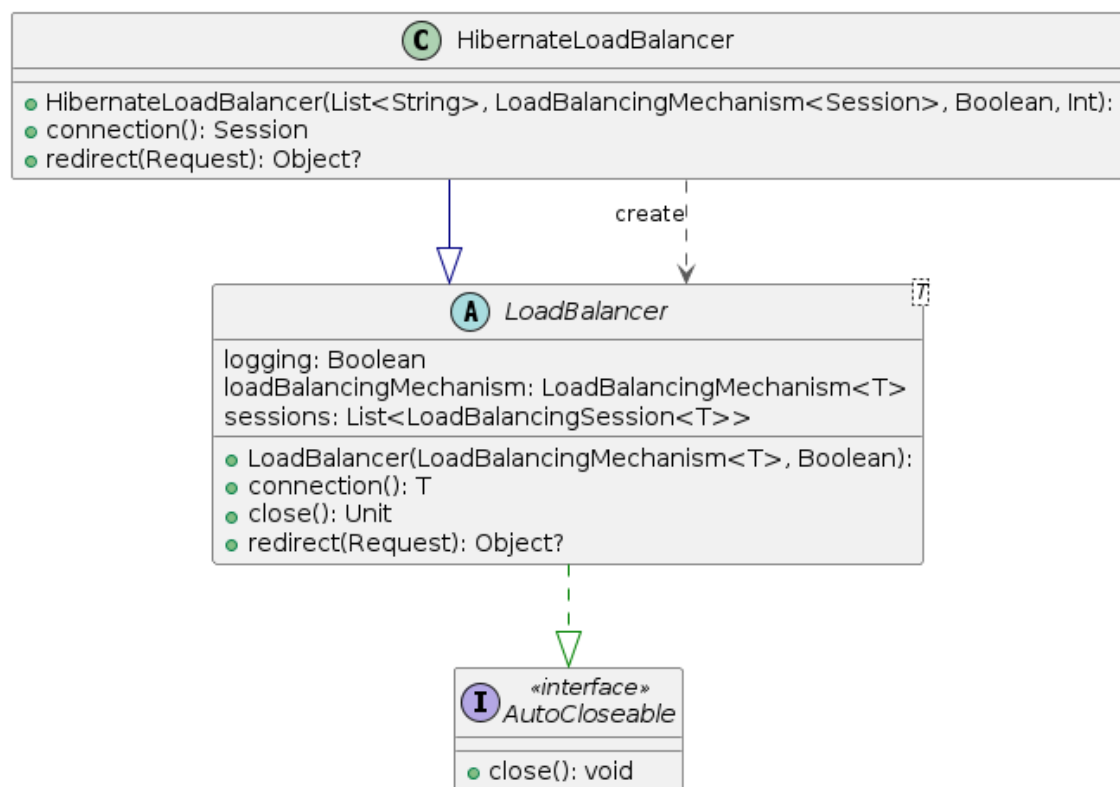 C HibernateLoadBalancer
HibernateLoadBalancer(List<String>, LoadBalancingMechanism<Session>, Boolean, Int):
connection(): Session
redirect(Request): Object?
create
T
A LoadBalancer
logging: Boolean
loadBalancingMechanism: LoadBalancingMechanism<T>
sessions: List<LoadBalancingSession<T>>
LoadBalancer(LoadBalancingMechanism<T>, Boolean):
connection(): T
close(): Unit
redirect(Request): Object?
«interface»
I AutoCloseable
close(): void